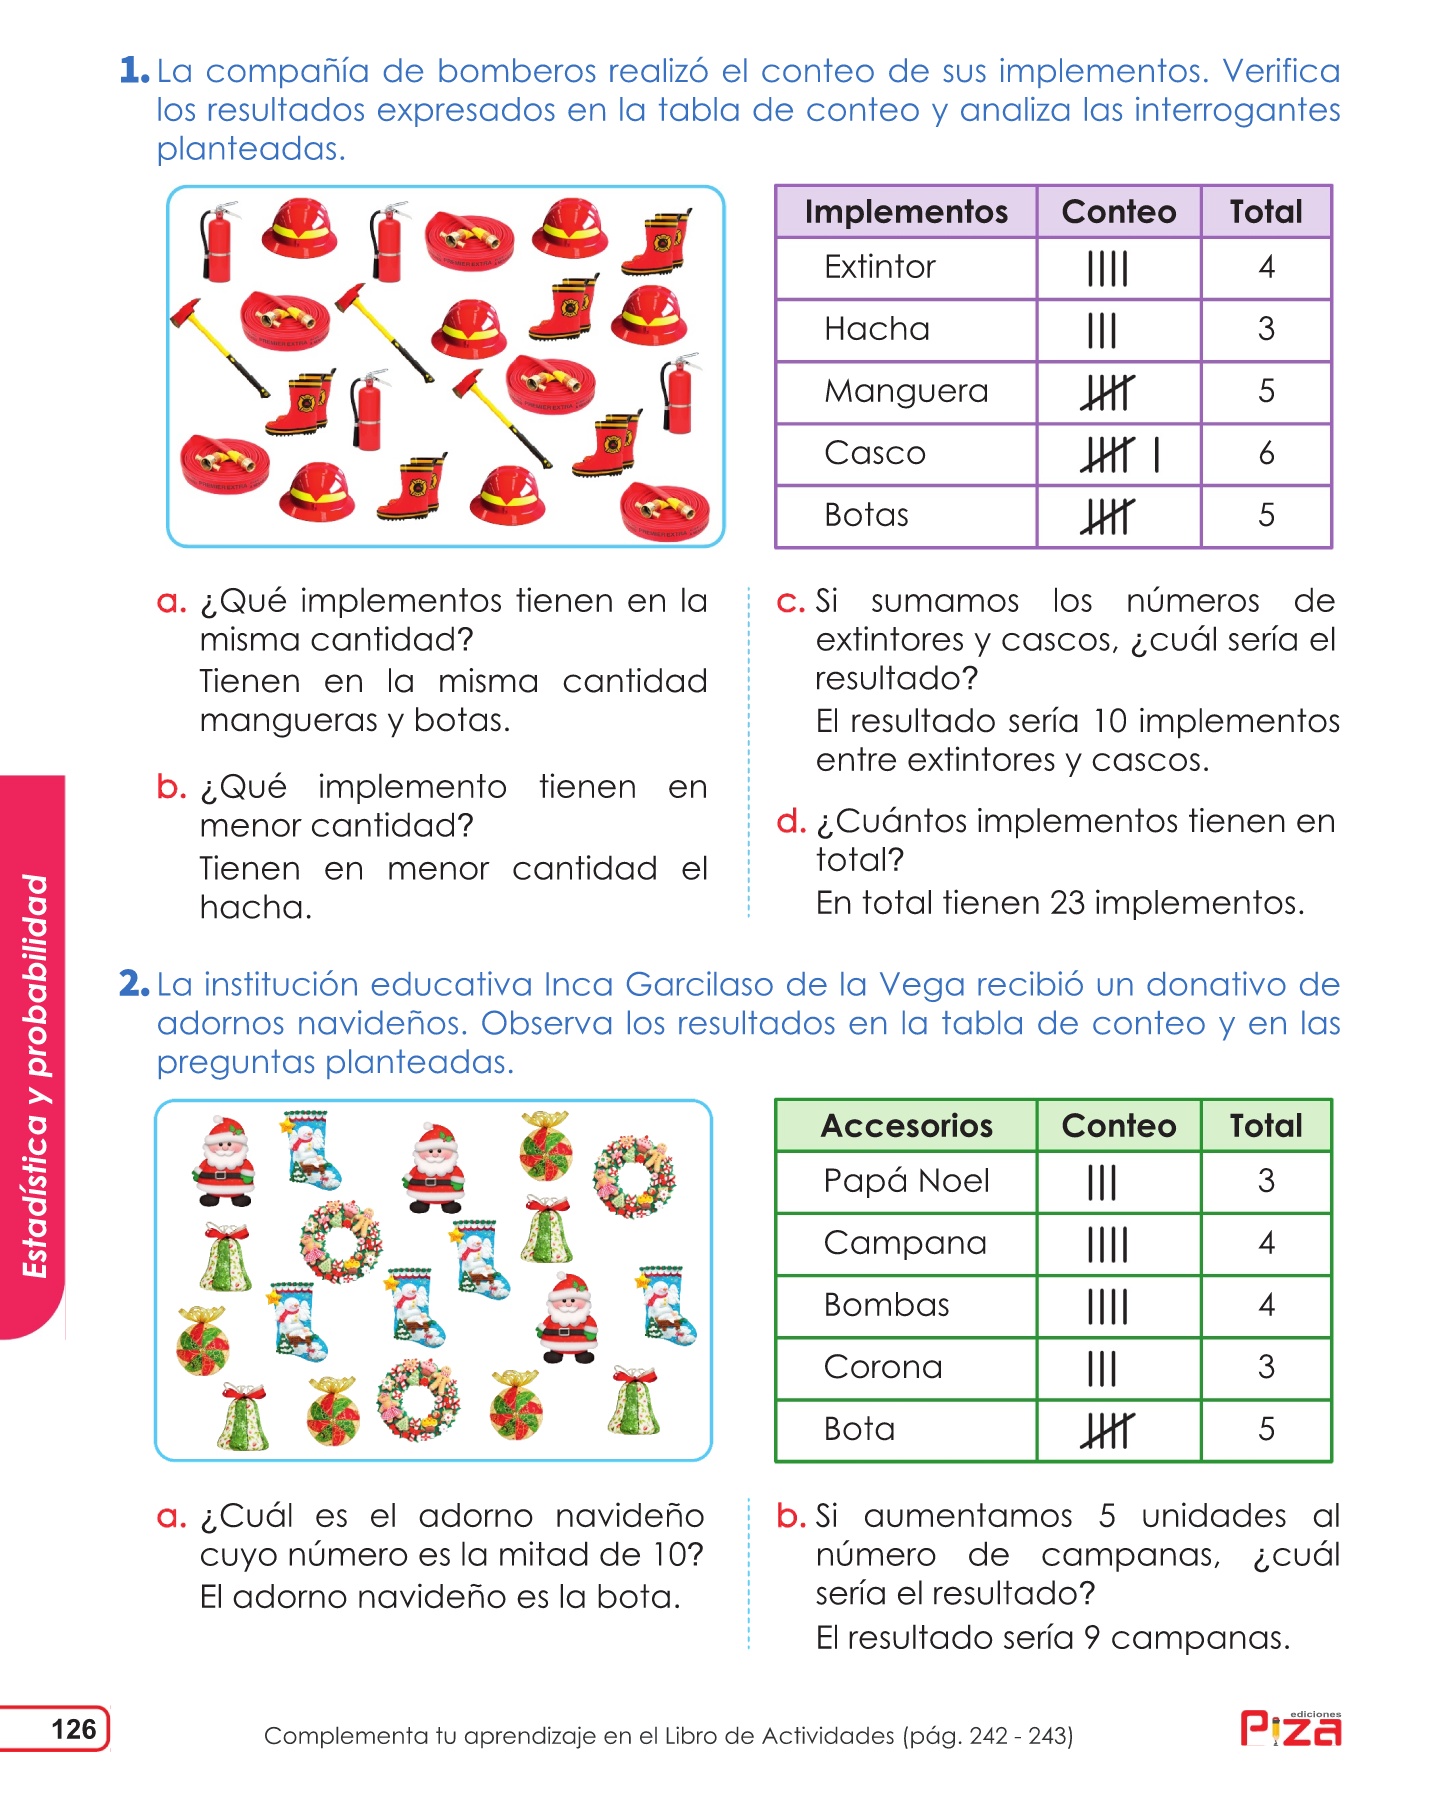 1. La compañía de bomberos realizó el conteo de sus implementos. Verifica
los resultados expresados en la tabla de conteo y analiza las interrogantes
planteadas.
Implementos Conteo Total
Extintor |||| 4
Hacha ||| 3
Manguera 5
Casco | 6
Botas 5
a. ¿Qué implementos tienen en la
misma cantidad?
Tienen en la misma cantidad
mangueras y botas.
b. ¿Qué implemento tienen en
menor cantidad?
Tienen en menor cantidad el
hacha.
c. Si sumamos los números de
extintores y cascos, ¿cuál sería el
resultado?
El resultado sería 10 implementos
entre extintores y cascos.
d. ¿Cuántos implementos tienen en
total?
En total tienen 23 implementos.
Estadística y probabilidad
2. La institución educativa Inca Garcilaso de la Vega recibió un donativo de
adornos navideños. Observa los resultados en la tabla de conteo y en las
preguntas planteadas.
Accesorios Conteo Total
Papá Noel ||| 3
Campana |||| 4
Bombas |||| 4
Corona ||| 3
Bota 5
a. ¿Cuál es el adorno navideño
cuyo número es la mitad de 10?
El adorno navideño es la bota.
b. Si aumentamos 5 unidades al
número de campanas, ¿cuál
sería el resultado?
El resultado sería 9 campanas.
126
Complementa tu aprendizaje en el Libro de Actividades (pág. 242 - 243)
ediciones
Piza